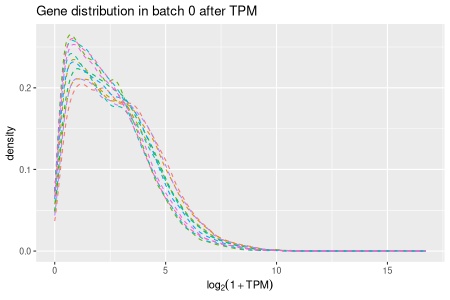 Gene distribution in batch 0 after TPM
density
0.2
0.1
0.0
0
5
10
15
log₂(1 + TPM)